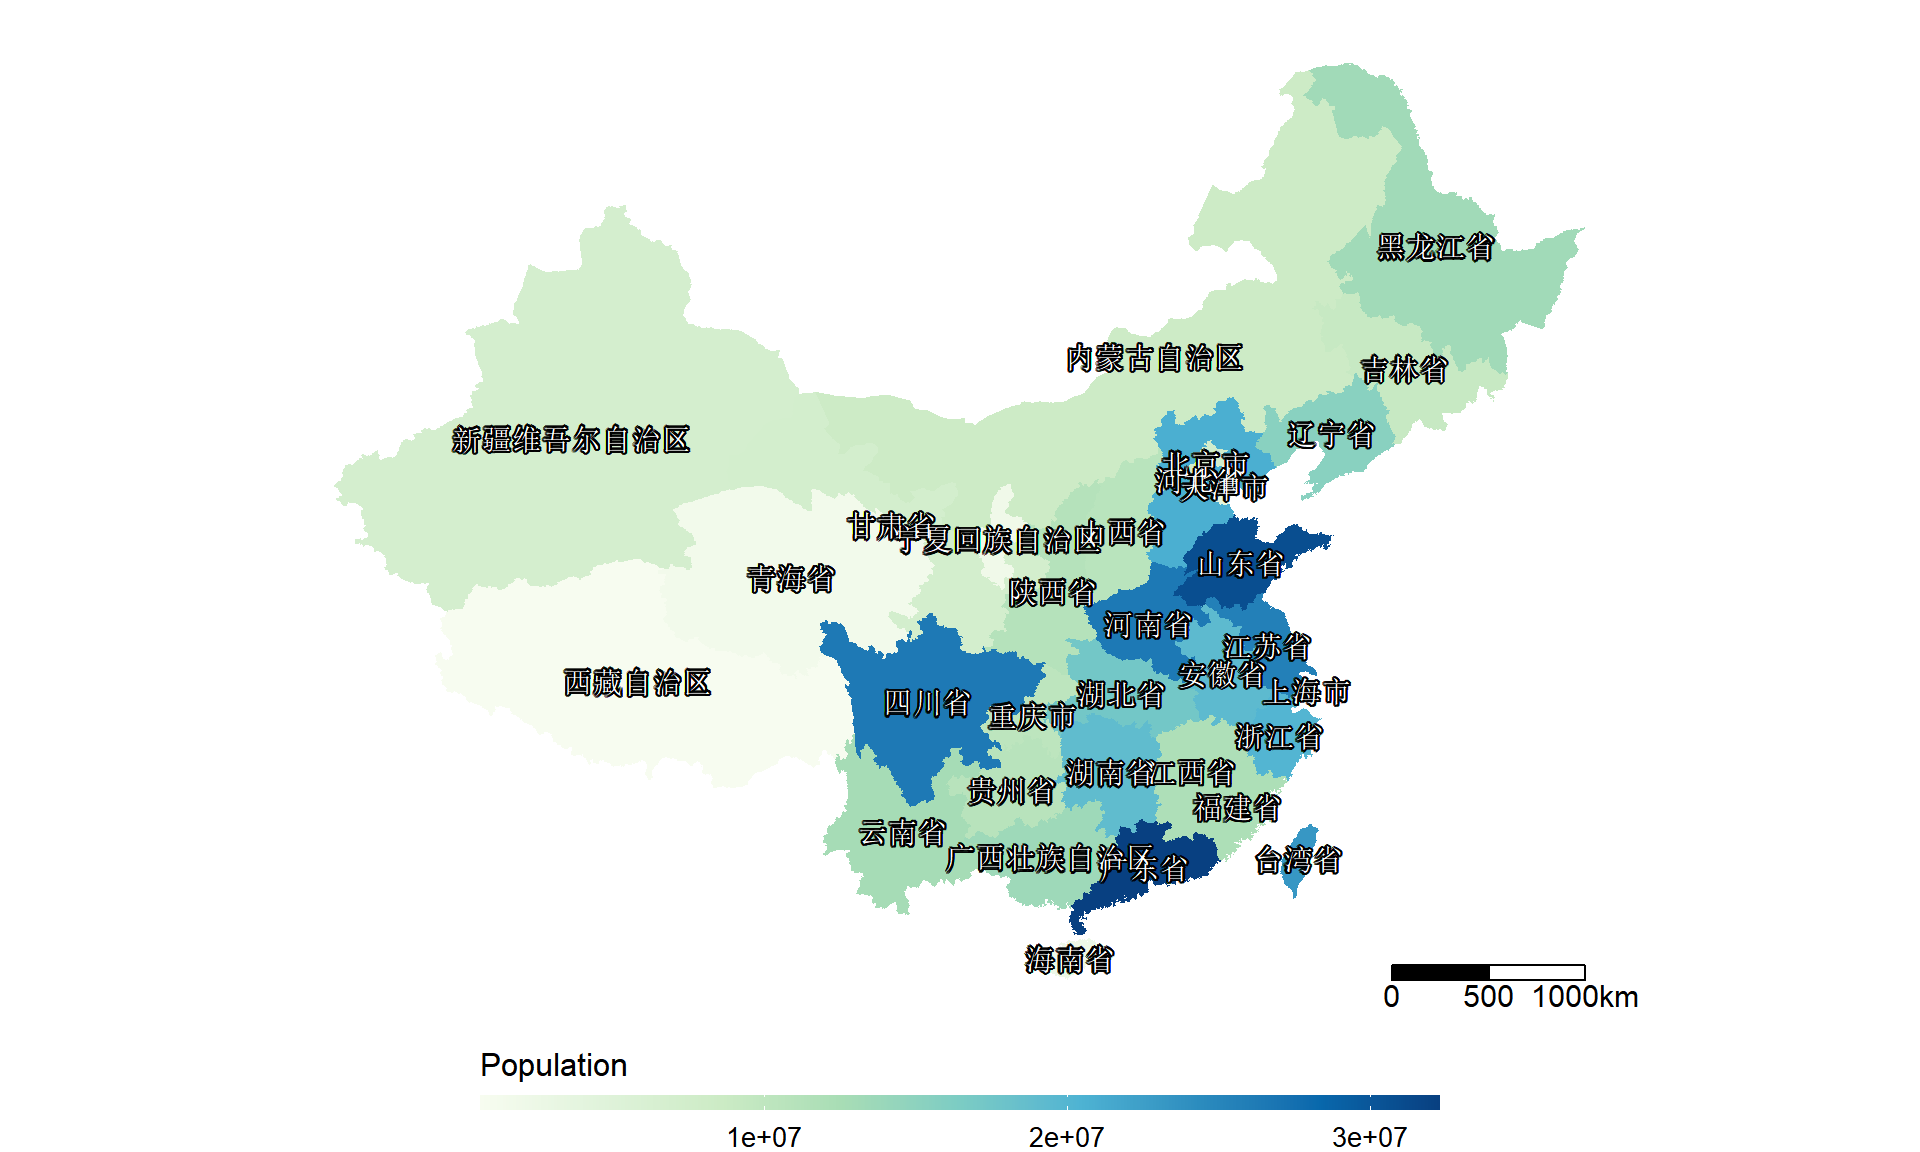 黑龙江省
内蒙古自治区
吉林省
辽宁省
新疆维吾尔自治区
北京市
河北省
天津市
甘肃省
宁夏回族自治区
山西省
山东省
青海省
陕西省
河南省
江苏省
安徽省
西藏自治区
上海市
湖北省
四川省
重庆市
浙江省
湖南省
江西省
贵州省
福建省
云南省
广西壮族自治区
广东省
台湾省
海南省
0 500 1000km
Population
1e+07 2e+07 3e+07